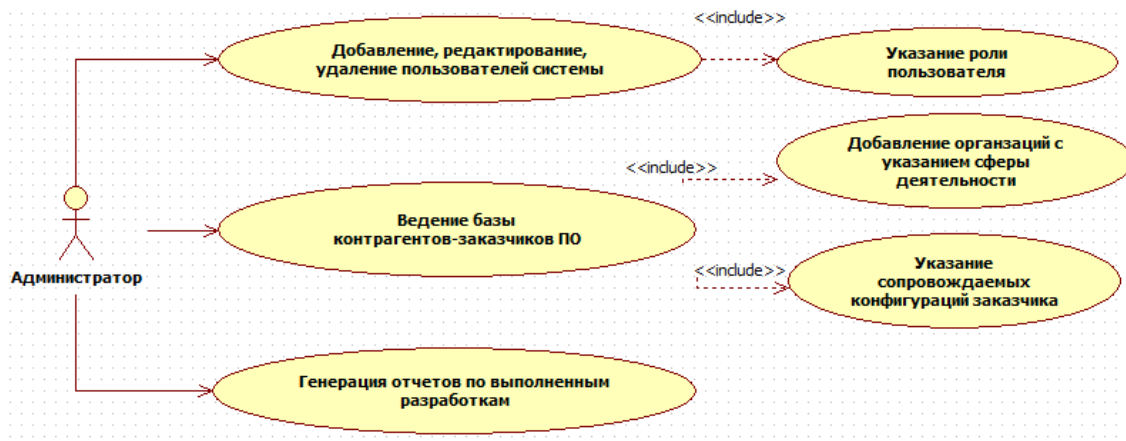 <<include>>
Добавление, редактирование,
удаление пользователей системы
Указание роли
пользователя
<<include>>
Добавление органзаций с
указанием сферы
деятельности
Ведение базы
контрагентов-заказчиков ПО
Администратор
<<include>>
Указание
сопровождаемых
конфигураций заказчика
Генерация отчетов по выполненным
разработкам